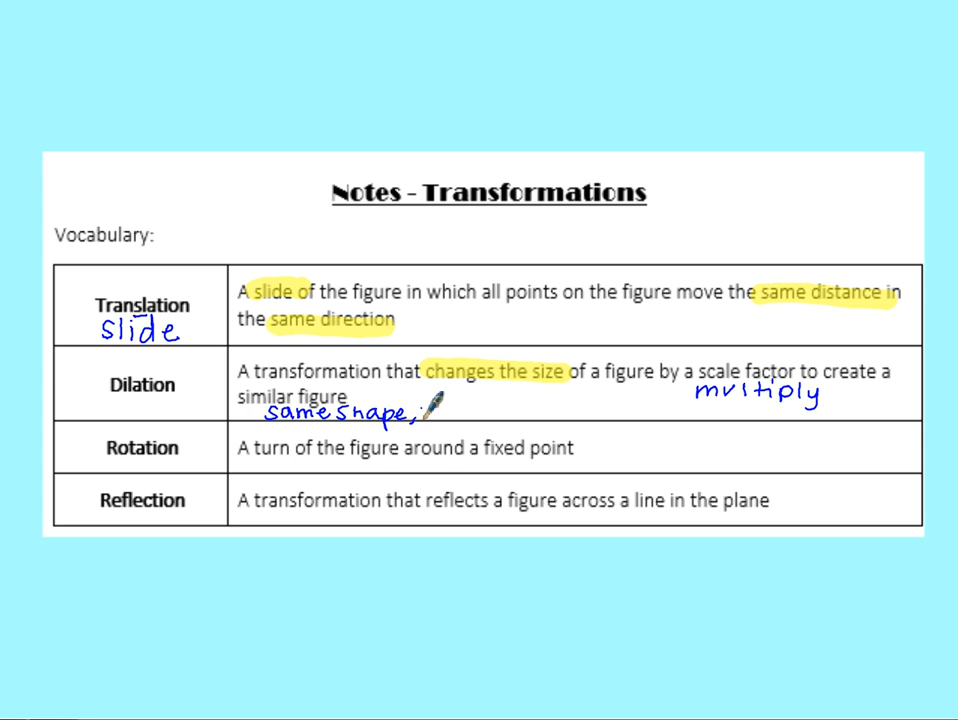 Notes - Transformations
Vocabulary:
Translation
slide
A slide of the figure in which all points on the figure move the same distance in
the same direction
Dilation
A transformation that changes the size of a figure by a scale factor to create a
multiply
similar figure
same shape,
Rotation
A turn of the figure around a fixed point
Reflection
A transformation that reflects a figure across a line in the plane